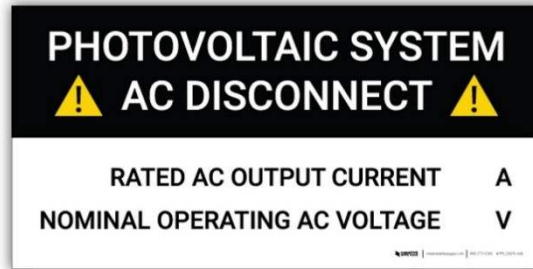 PHOTOVOLTAIC SYSTEM
AC DISCONNECT
RATED AC OUTPUT CURRENT A
NOMINAL OPERATING AC VOLTAGE V